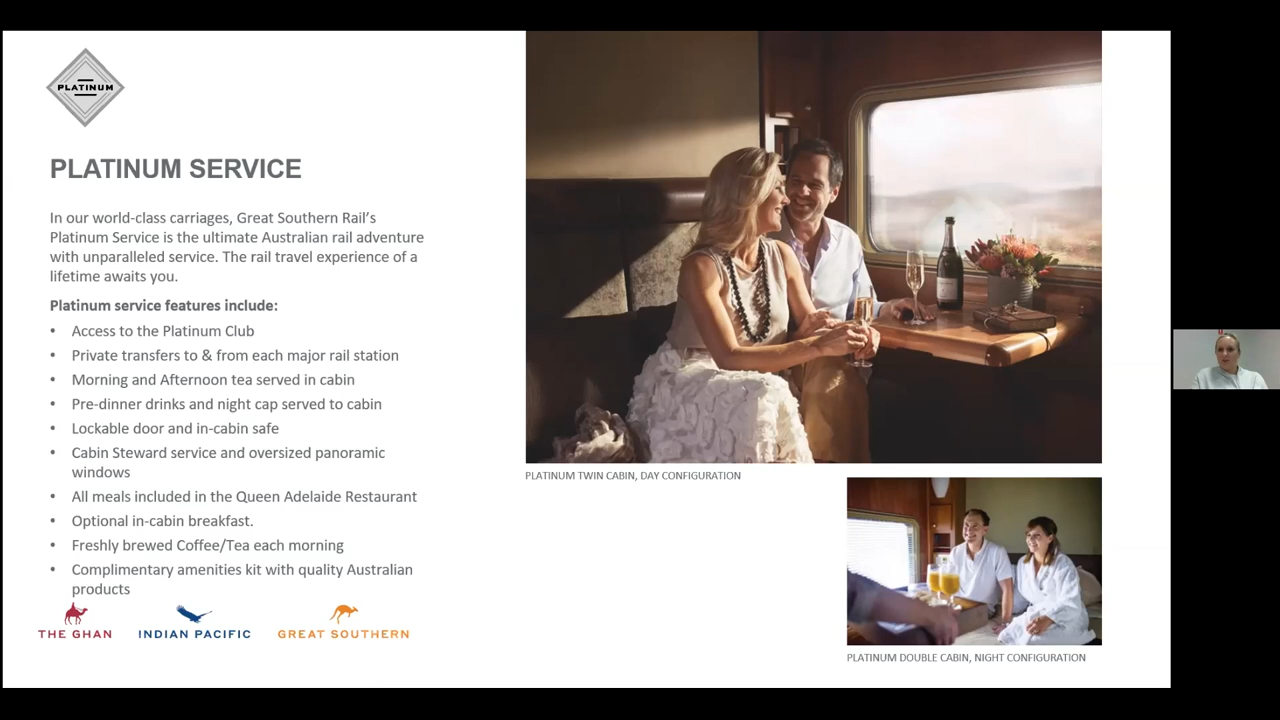 PLATINUM
PLATINUM SERVICE
In our world-class carriages, Great Southern Rail's
Platinum Service is the ultimate Australian rail adventure
with unparalleled service. The rail travel experience of a
lifetime awaits you.
Platinum service features include:
• Access to the Platinum Club
• Private transfers to & from each major rail station
• Morning and Afternoon tea served in cabin
• Pre-dinner drinks and night cap served to cabin
• Lockable door and in-cabin safe
• Cabin Steward service and oversized panoramic
windows
• All meals included in the Queen Adelaide Restaurant
• Optional in-cabin breakfast.
• Freshly brewed Coffee/Tea each morning
• Complimentary amenities kit with quality Australian
products
THE GHAN
INDIAN PACIFIC
GREAT SOUTHERN
PLATINUM TWIN CABIN, DAY CONFIGURATION
PLATINUM DOUBLE CABIN, NIGHT CONFIGURATION